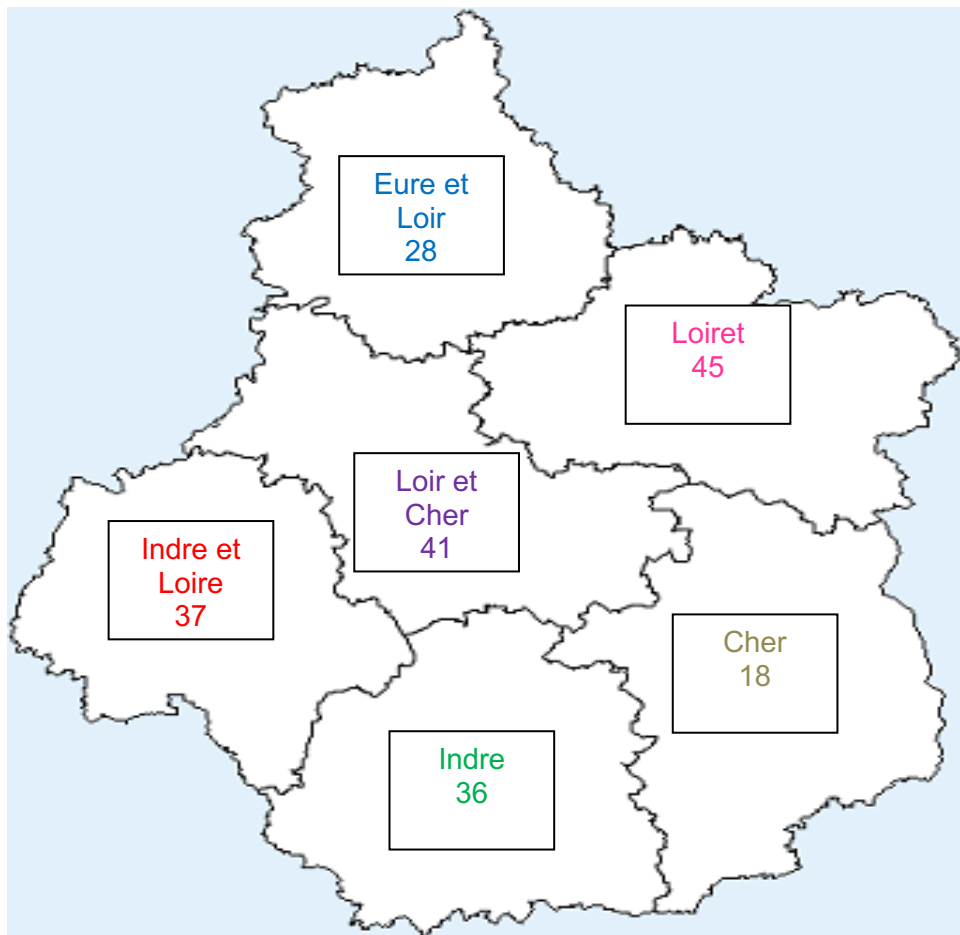 Eure et
Loir
28
Loiret
45
Loir et
Cher
41
Indre et
Loire
37
Cher
18
Indre
36